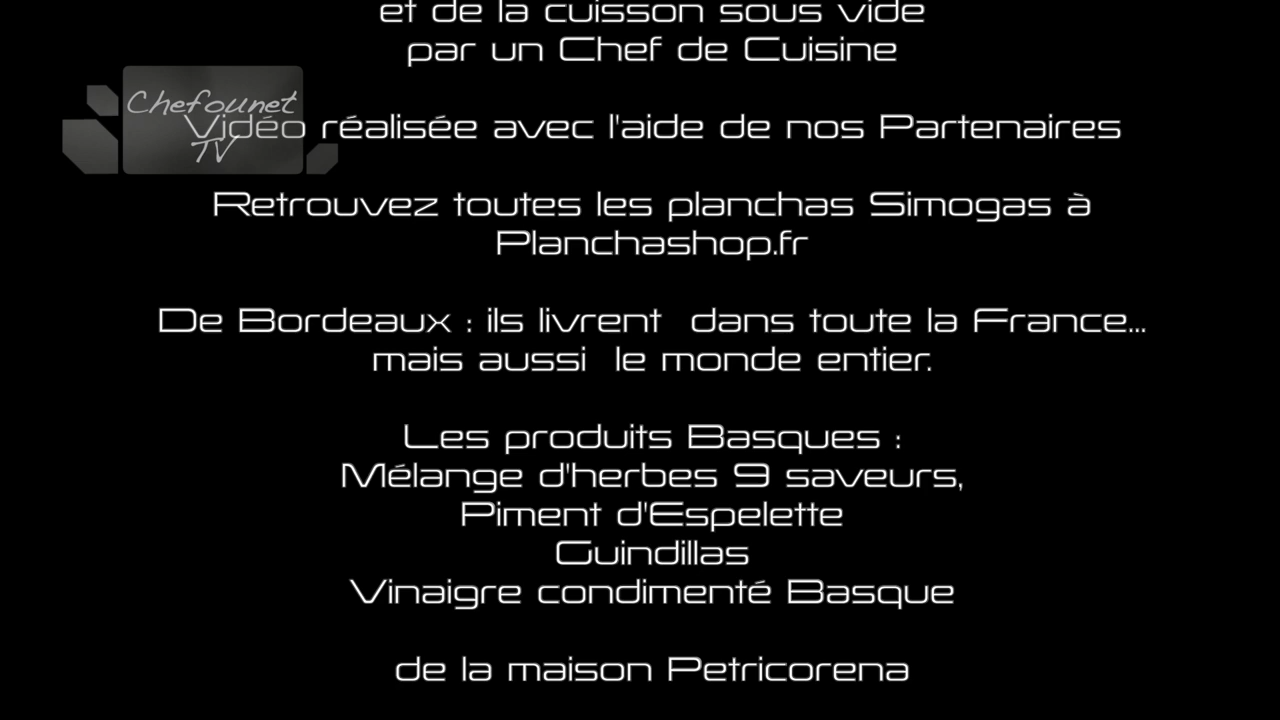 et de la cuisson sous vide
par un Chef de Cuisine
Chefounet
TV
Vidéo réalisée avec l'aide de nos Partenaires
Retrouvez toutes les planchas Simogas à
Planchashop.fr
De Bordeaux : ils livrent  dans toute la France...
mais aussi  le monde entier.
Les produits Basques :
Mélange d'herbes 9 saveurs,
Piment d'Espelette
Guindillas
Vinaigre condimenté Basque
de la maison Petricorena